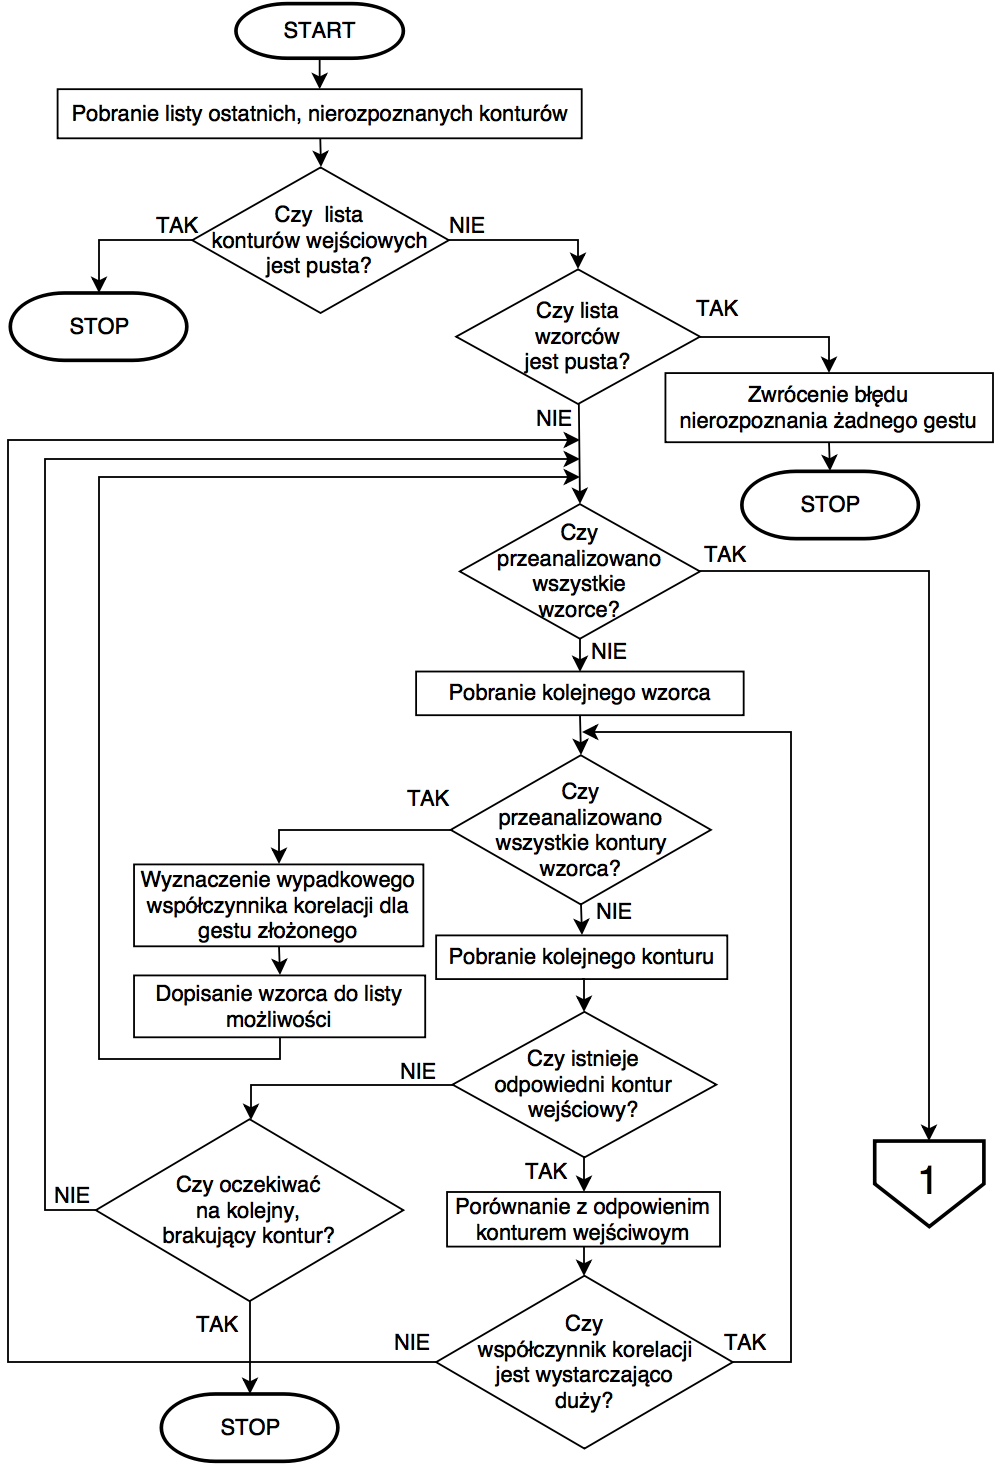 START
Pobranie listy ostatnich, nierozpoznanych konturów
Czy lista
konturów wejściowych
jest pusta?
TAK
NIE
STOP
Czy lista
wzorców
jest pusta?
TAK
Zwrócenie błędu
nierozpoznania żadnego gestu
STOP
NIE
Czy
przeanalizowano
wszystkie
wzorce?
TAK
NIE
Pobranie kolejnego wzorca
Czy
przeanalizowano
wszystkie kontury
wzorca?
TAK
Wyznaczenie wypadkowego
współczynnika korelacji dla
gestu złożonego
Dopisanie wzorca do listy
możliwości
NIE
Pobranie kolejnego konturu
Czy istnieje
odpowiedni kontur
wejściowy?
NIE
Czy oczekiwać
na kolejny,
brakujący kontur?
NIE
TAK
STOP
TAK
Porównanie z odpowienim
konturem wejściwoym
Czy
współczynnik korelacji
jest wystarczająco
duży?
NIE
TAK
1